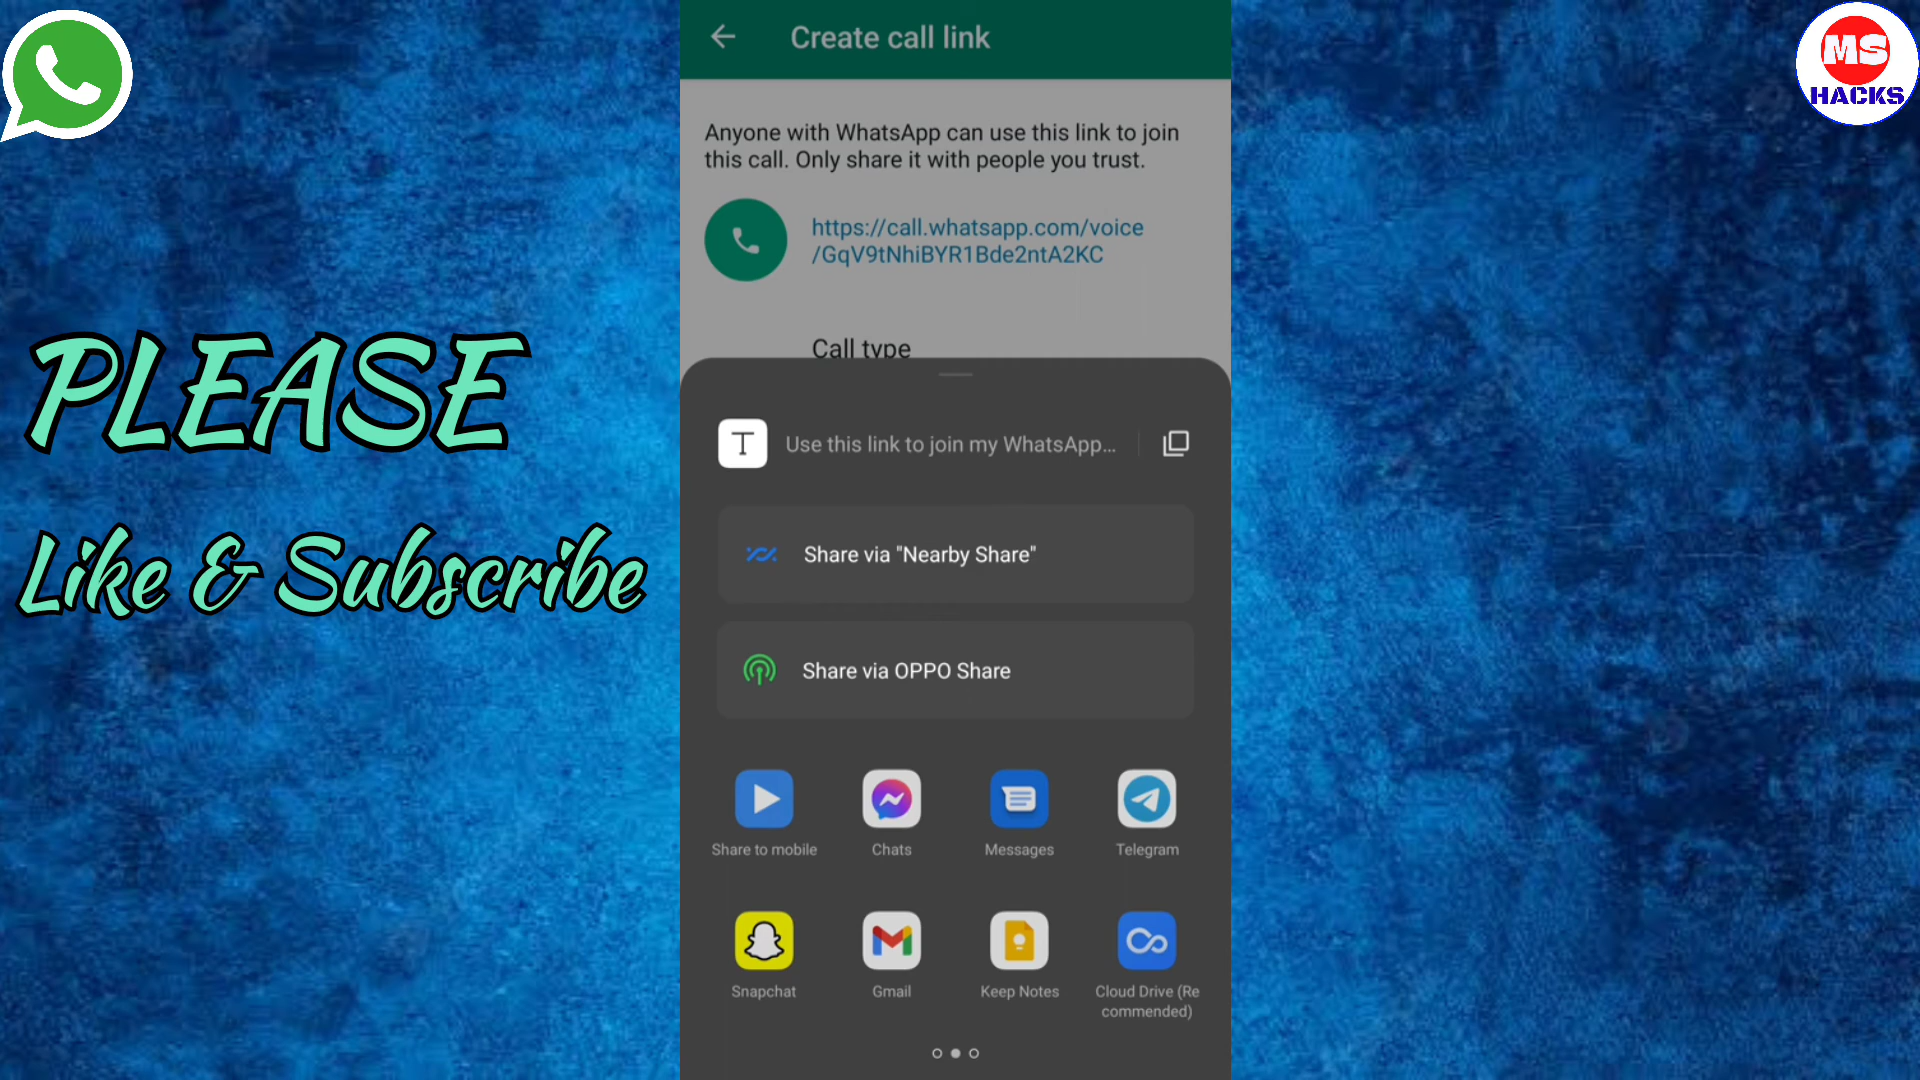 MS
HACKS
PLEASE
Like & Subscribe
Create call link
Anyone with WhatsApp can use this link to join
this call. Only share it with people you trust.
https://call.whatsapp.com/voice
/GqV9tNhiBYR1Bde2ntA2KC
Call type
T
Use this link to join my WhatsApp...
Share via "Nearby Share"
Share via OPPO Share
Share to mobile
Chats
Messages
Telegram
Snapchat
Gmail
Keep Notes
Cloud Drive (Re
commended)